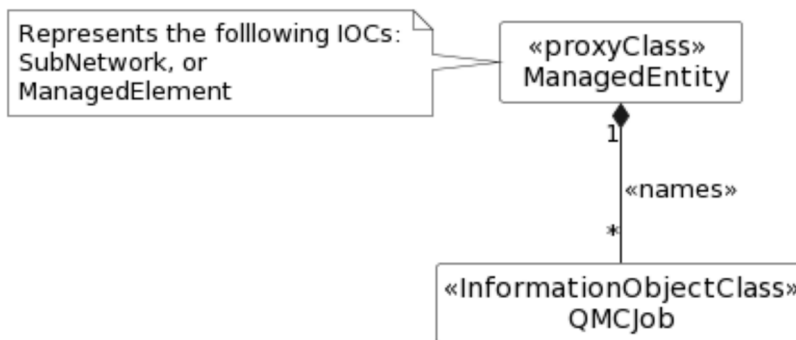 Represents the folllowing IOCs:
SubNetwork, or
ManagedElement
«proxyClass»
ManagedEntity
1
«names»
*
«InformationObjectClass»
QMCJob